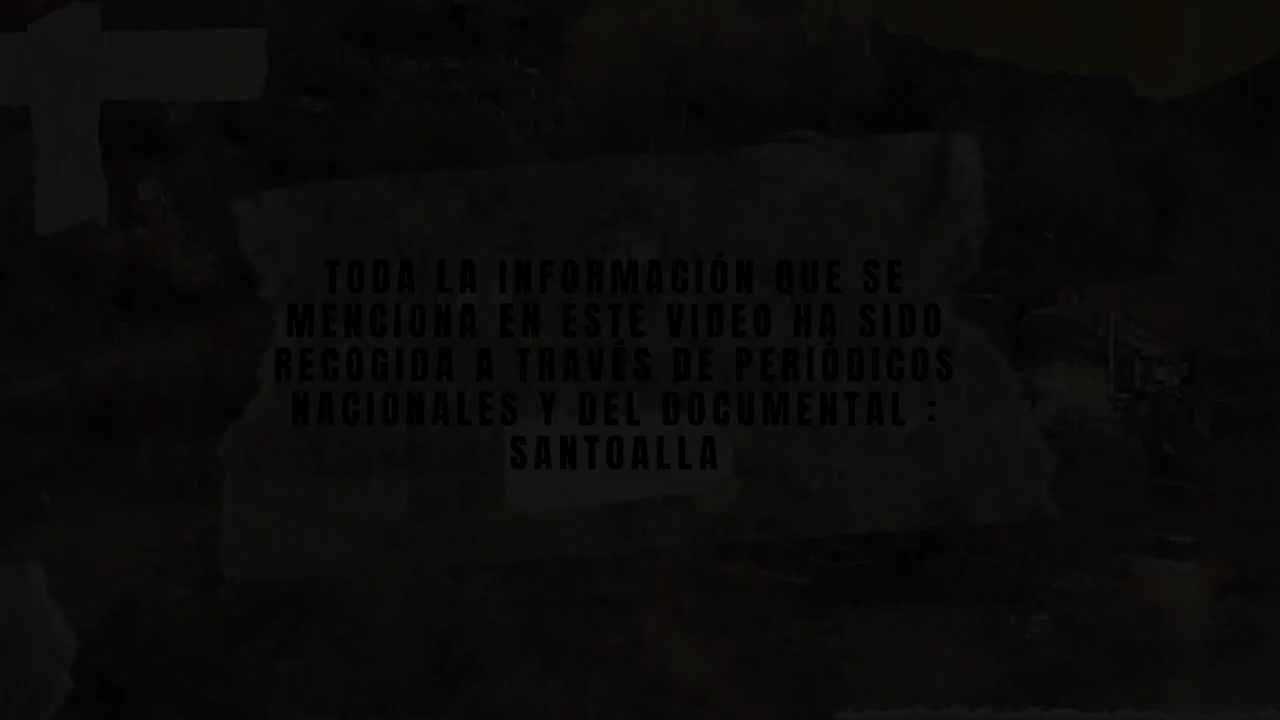 TODA LA INFORMACIÓN QUE SE
MENCIONA EN ESTE VIDEO HA SIDO
RECOGIDA A TRAVÉS DE PERIÓDICOS
NACIONALES Y DEL DOCUMENTAL :
SANTOALLA